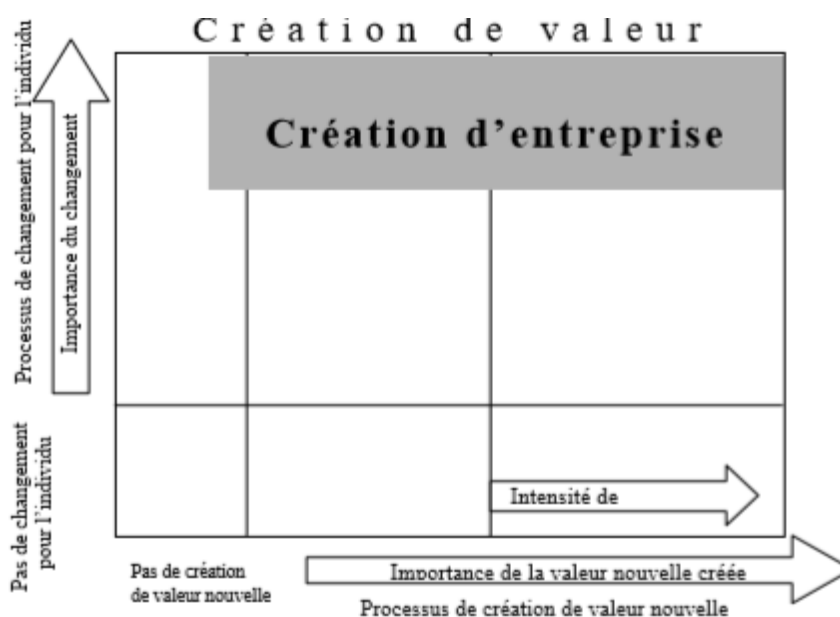 Création de valeur
Création d'entreprise
Processus de changement pour l'individu
Importance du changement
Pas de changement
pour l'individu
Intensité de
Pas de création
de valeur nouvelle
Importance de la valeur nouvelle créée
Processus de création de valeur nouvelle